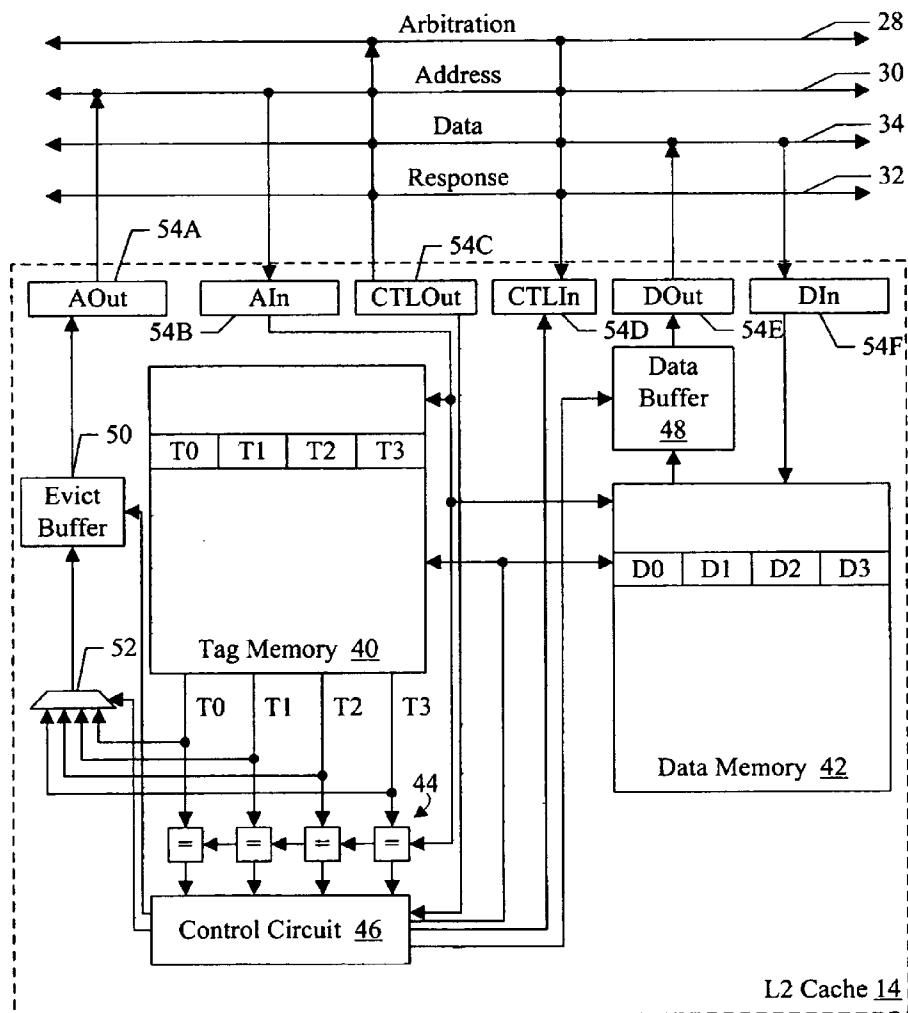 Arbitration
28
Address
30
Data
34
Response
32
54A
54C
AOut
AIn
CTLOut
CTLIn
DOut
DIn
54B
54D
54E
54F
Data
Buffer
48
50
T0 T1 T2 T3
Evict
Buffer
D0 D1 D2 D3
Tag Memory 40
52
T0 T1 T2 T3
Data Memory 42
44
= = = =
Control Circuit 46
L2 Cache 14